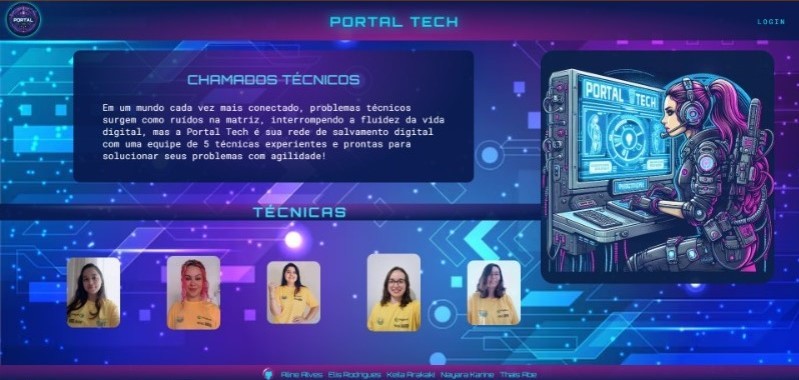 PORTAL
PORTAL TECH
LOGIN
CHAMADOS TÉCNICOS
Em um mundo cada vez mais conectado, problemas técnicos
surgem como ruídos na matriz, interrompendo a fluidez da vida
digital, mas a Portal Tech é sua rede de salvamento digital
com uma equipe de 5 técnicas experientes e prontas para
solucionar seus problemas com agilidade!
PORTAL TECH
TÉCNICAS
Aline Alves Elis Rodrigues Keila Arakaki Nayara Karine Thais Abe